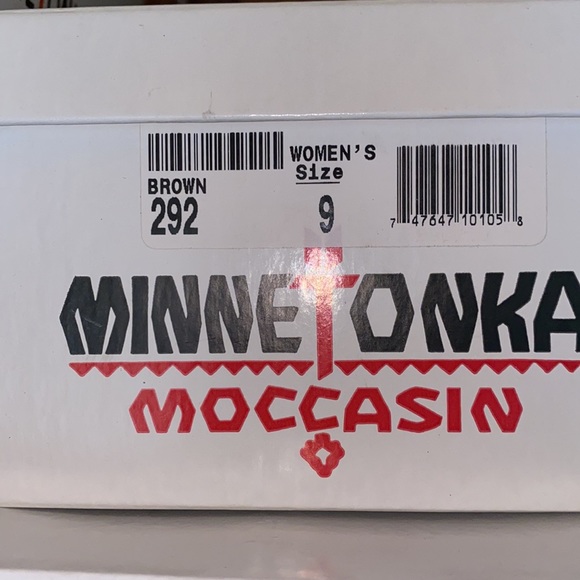 WOMEN'S
Size
BROWN
292
9
7 47647 10105 8
MINNETONKA
MOCCASIN